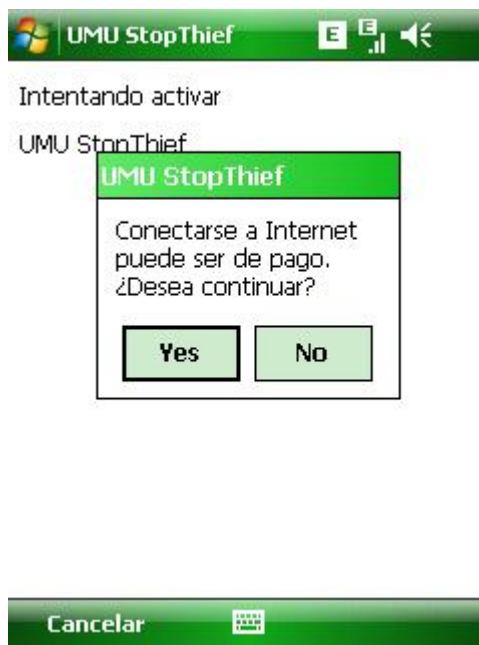 UMU StopThief
Intentando activar
UMU StopThief
UMU StopThief
Conectarse a Internet
puede ser de pago.
¿Desea continuar?
Yes No
Cancelar